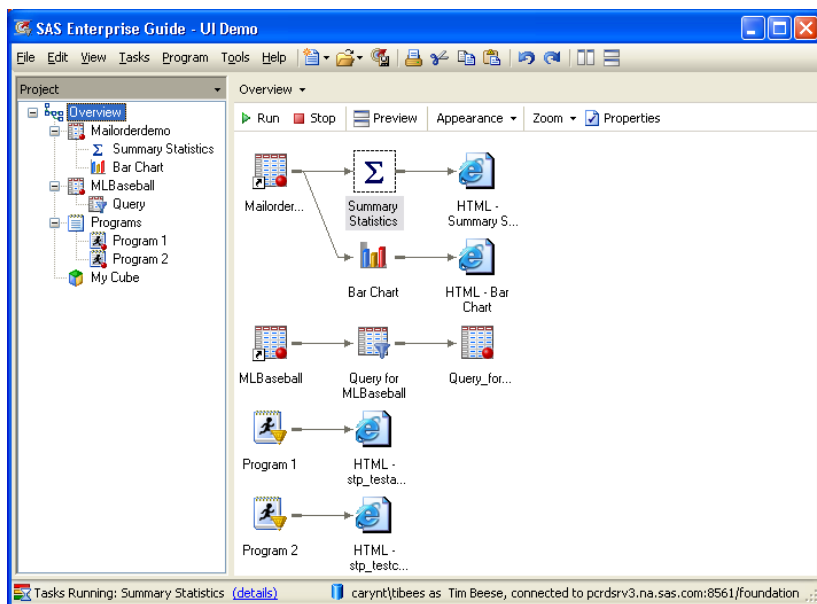 SAS Enterprise Guide - UI Demo
File Edit View Tasks Program Tools Help
Project
Overview
Mailorderdemo
Σ Summary Statistics
Bar Chart
MLBaseball
Query
Programs
Program 1
Program 2
My Cube
Overview
Run Stop Preview Appearance Zoom Properties
Σ
Mailorder... Summary Statistics HTML - Summary S...
Bar Chart HTML - Bar Chart
MLBaseball Query for MLBaseball Query_for...
Program 1 HTML - stp_testa...
Program 2 HTML - stp_testc...
Tasks Running: Summary Statistics (details) carynt\tibees as Tim Beese, connected to pcrdsrv3.na.sas.com:8561/foundation